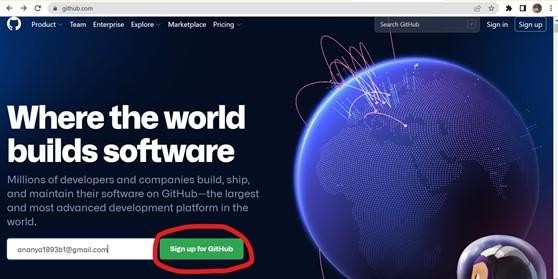 github.com
Product Team Enterprise Explore Marketplace Pricing Search GitHub / Sign in Sign up
Where the world
builds software
Millions of developers and companies build, ship,
and maintain their software on GitHub—the largest
and most advanced development platform in the
world.
ananya1893b1@gmail.com Sign up for GitHub